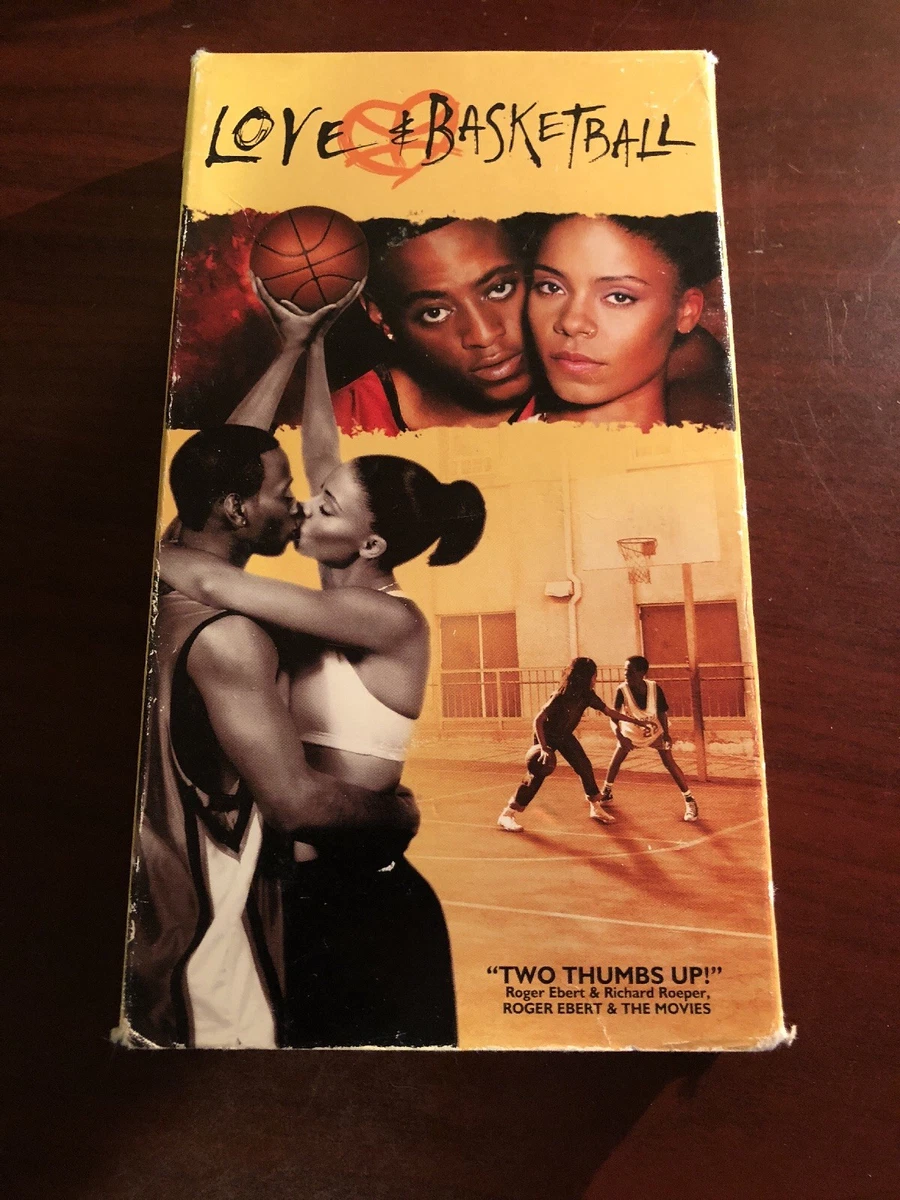 LOVE & BASKETBALL
“TWO THUMBS UP!”
Roger Ebert & Richard Roeper,
ROGER EBERT & THE MOVIES